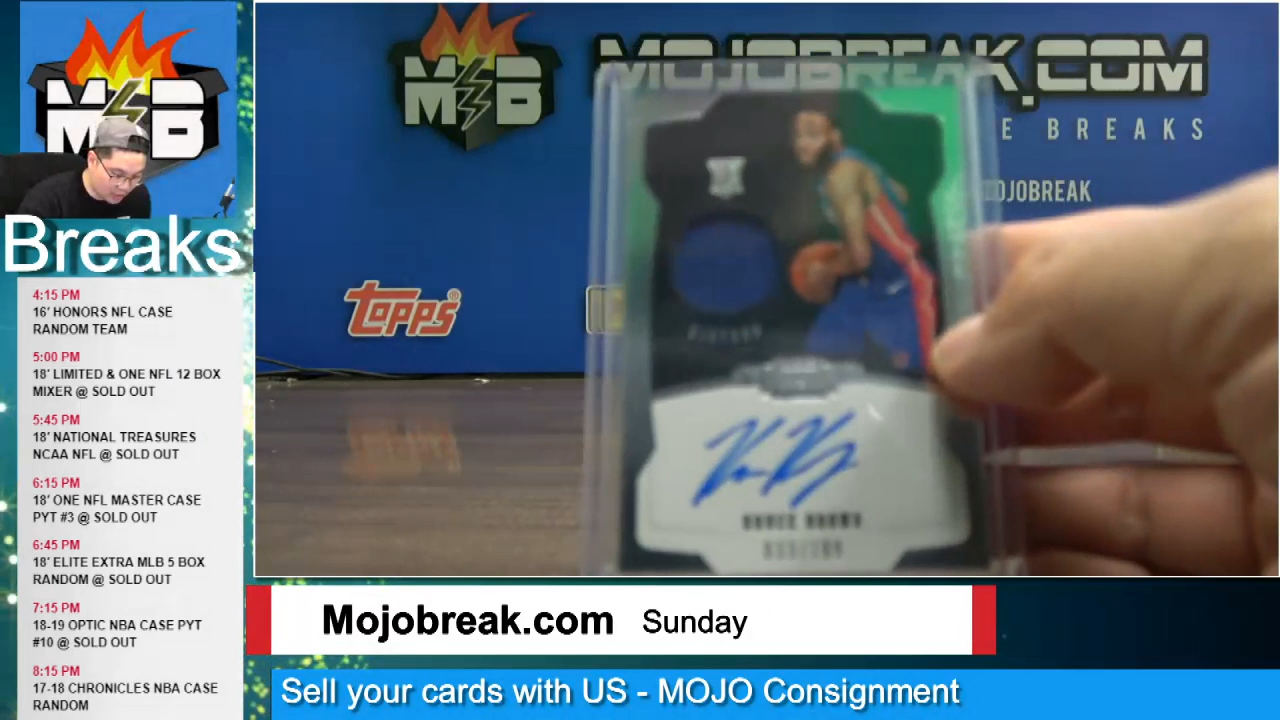 M B
Breaks
4:15 PM
16' HONORS NFL CASE
RANDOM TEAM
5:00 PM
18' LIMITED & ONE NFL 12 BOX
MIXER @ SOLD OUT
5:45 PM
18' NATIONAL TREASURES
NCAA NFL @ SOLD OUT
6:15 PM
18' ONE NFL MASTER CASE
PYT #3 @ SOLD OUT
6:45 PM
18' ELITE EXTRA MLB 5 BOX
RANDOM @ SOLD OUT
7:15 PM
18-19 OPTIC NBA CASE PYT
#10 @ SOLD OUT
8:15 PM
17-18 CHRONICLES NBA CASE
RANDOM
M B
MOJOBREAK.COM
E BREAKS
MOJOBREAK
TOPPS
PISTONS
BRUCE BROWN
Mojobreak.com Sunday
Sell your cards with US - MOJO Consignment